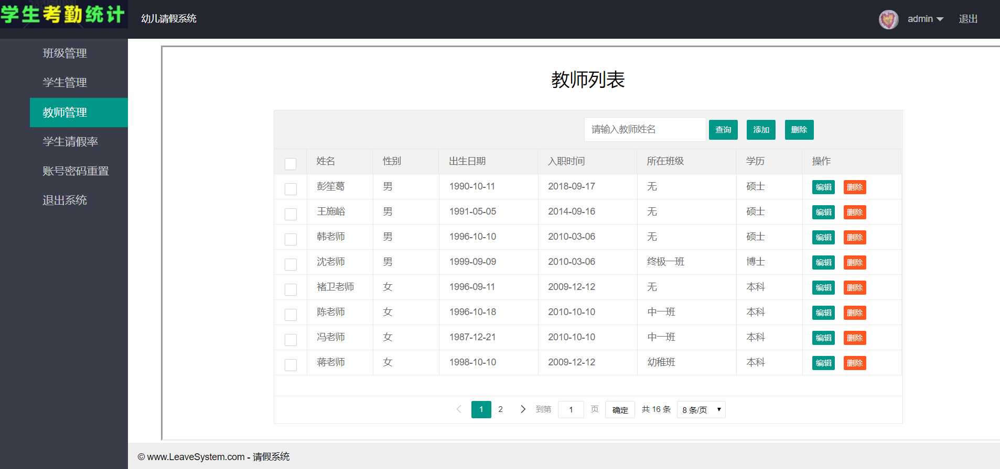 学生考勤统计
幼儿请假系统
admin
退出
班级管理
学生管理
教师管理
学生请假率
账号密码重置
退出系统
教师列表
请输入教师姓名 查询 添加 删除
姓名 性别 出生日期 入职时间 所在班级 学历 操作
彭笙葛 男 1990-10-11 2018-09-17 无 硕士 编辑 删除
王施峪 男 1991-05-05 2014-09-16 无 硕士 编辑 删除
韩老师 男 1996-10-10 2010-03-06 无 硕士 编辑 删除
沈老师 男 1999-09-09 2010-03-06 终极一班 博士 编辑 删除
褚卫老师 女 1996-09-11 2009-12-12 无 本科 编辑 删除
陈老师 女 1996-10-18 2010-10-10 中一班 本科 编辑 删除
冯老师 女 1987-12-21 2010-10-10 中一班 本科 编辑 删除
蒋老师 女 1998-10-10 2009-12-12 幼稚班 本科 编辑 删除
1 2 到第 1 页 确定 共 16 条 8 条/页
© www.LeaveSystem.com - 请假系统